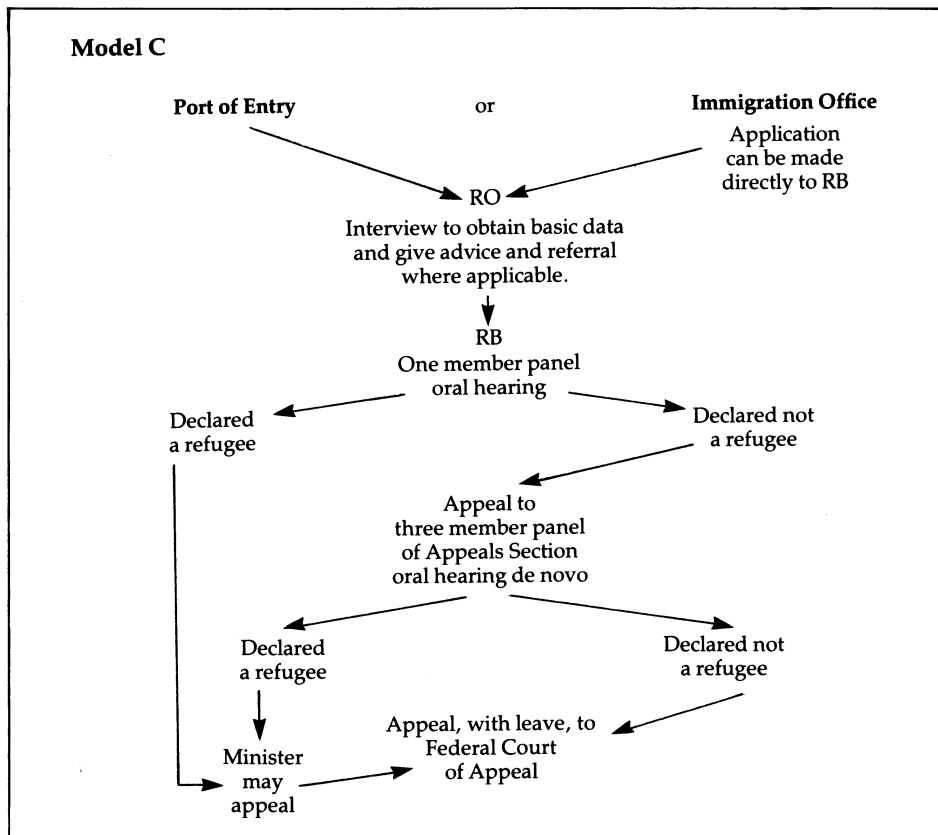 Model C
Port of Entry
or
Immigration Office
Application
can be made
directly to RB
RO
Interview to obtain basic data
and give advice and referral
where applicable.
RB
One member panel
oral hearing
Declared
a refugee
Declared not
a refugee
Appeal to
three member panel
of Appeals Section
oral hearing de novo
Declared
a refugee
Declared not
a refugee
Minister
may
appeal
Appeal, with leave, to
Federal Court
of Appeal